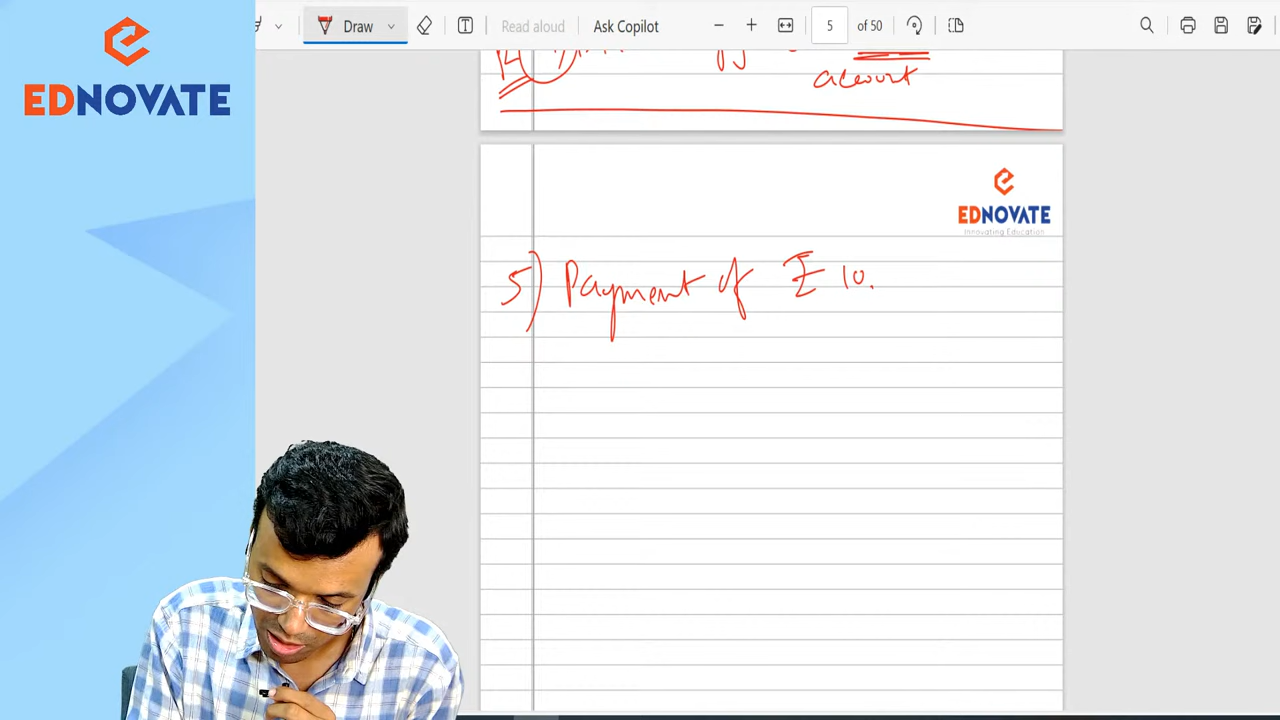 Draw
Read aloud
Ask Copilot
5
of 50
EDNOVATE
account
EDNOVATE
Innovating Education
5) Payment of ₹ 10.